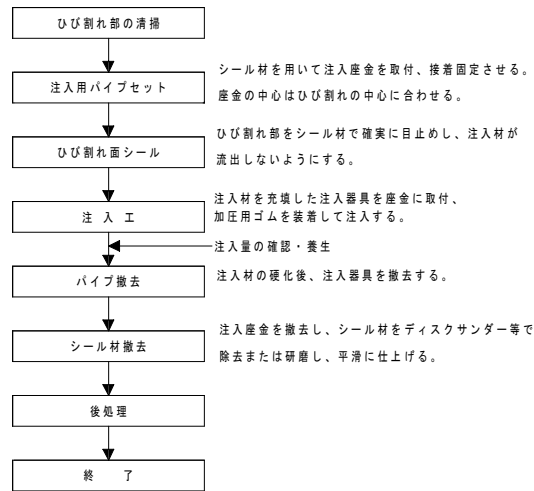 ひび割れ部の清掃
注入用パイプセット
シール材を用いて注入座金を取付、接着固定させる。
座金の中心はひび割れの中心に合わせる。
ひび割れ面シール
ひび割れ部をシール材で確実に目止めし、注入材が
流出しないようにする。
注 入 工
注入材を充填した注入器具を座金に取付、
加圧用ゴムを装着して注入する。
注入量の確認・養生
パイプ撤去
注入材の硬化後、注入器具を撤去する。
シール材撤去
注入座金を撤去し、シール材をディスクサンダー等で
除去または研磨し、平滑に仕上げる。
後処理
終 了